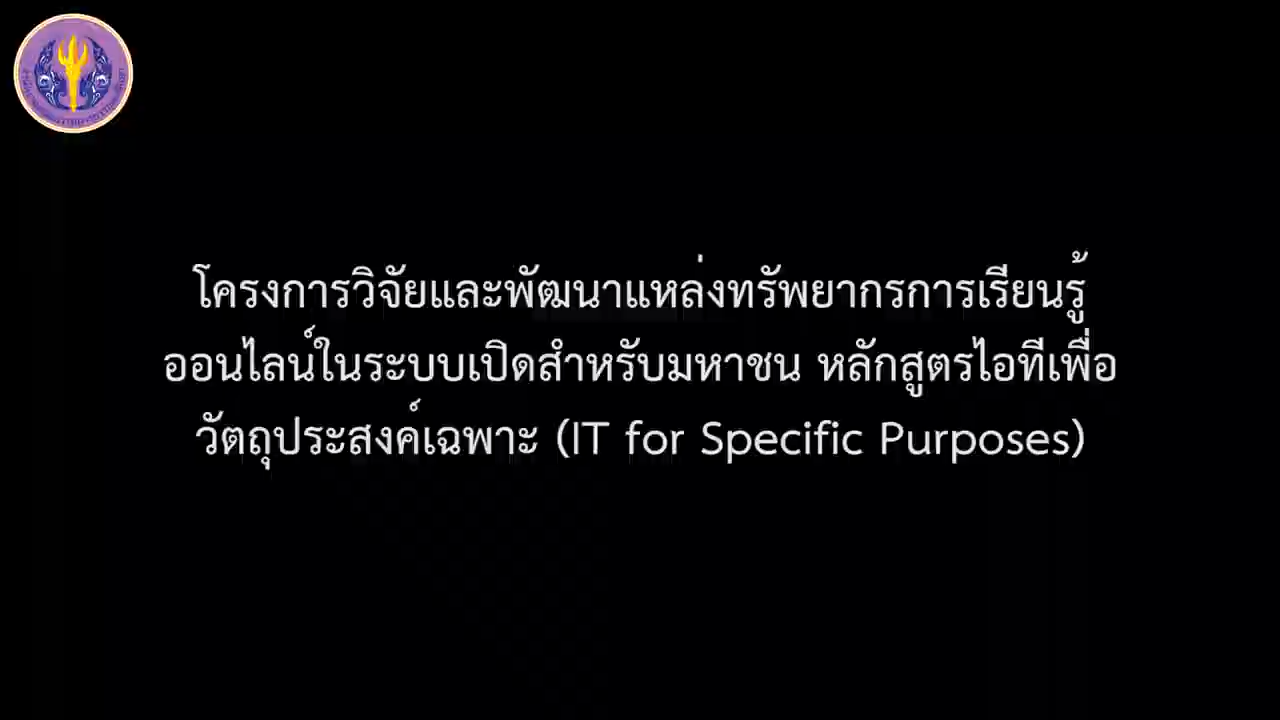 โครงการวิจัยและพัฒนาแหล่งทรัพยากรการเรียนรู้
ออนไลน์ในระบบเปิดสำหรับมหาชน หลักสูตรไอทีเพื่อ
วัตถุประสงค์เฉพาะ (IT for Specific Purposes)